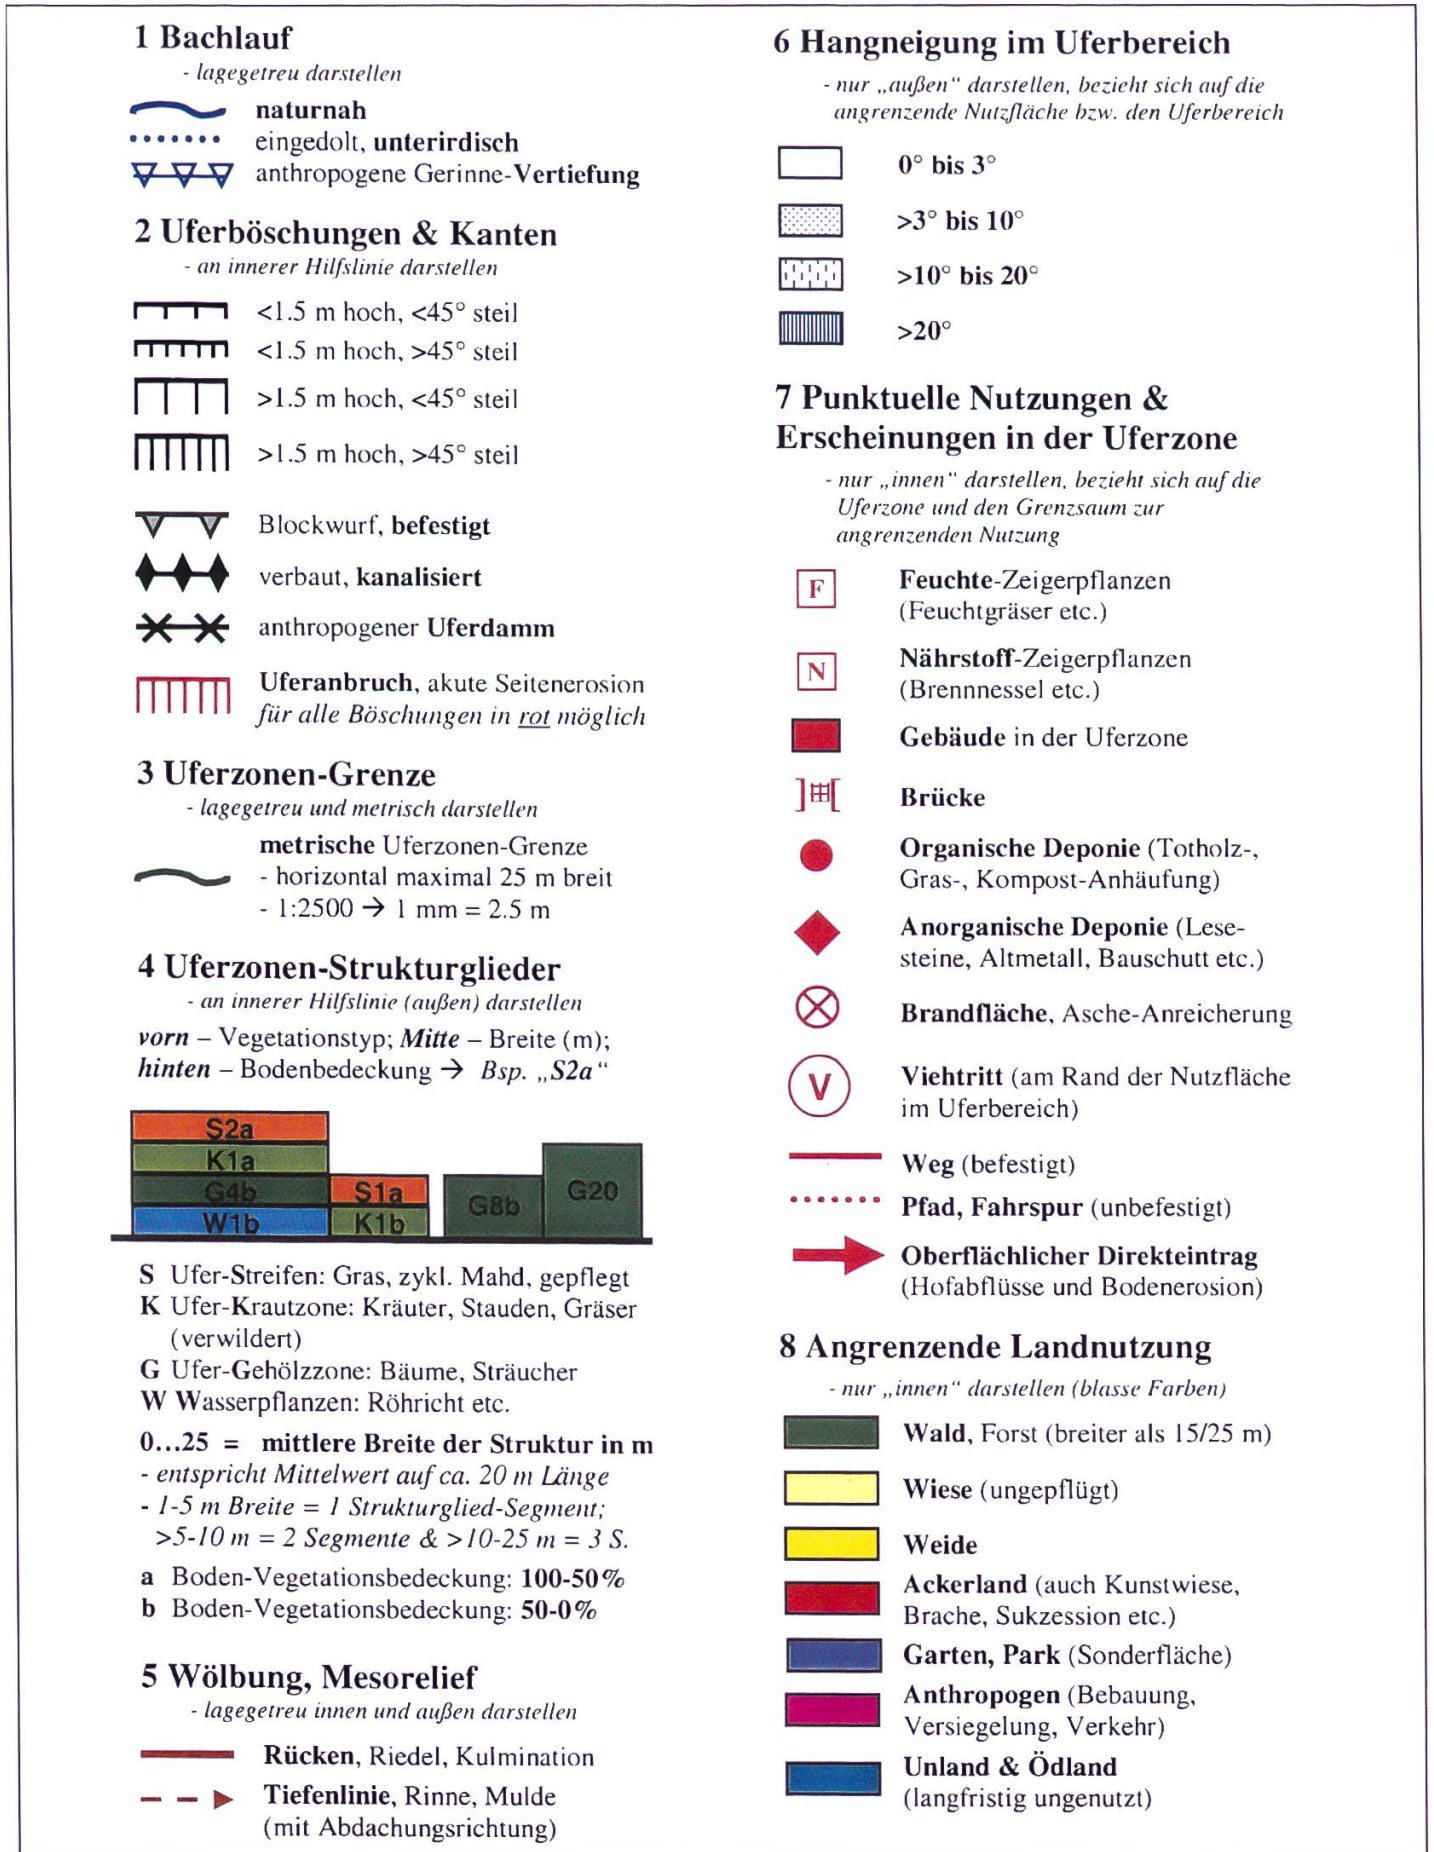 1 Bachlauf
- lagegetreu darstellen
naturnah
eingedolt, unterirdisch
anthropogene Gerinne-Vertiefung
2 Uferböschungen & Kanten
- an innerer Hilfslinie darstellen
<1.5 m hoch, <45° steil
<1.5 m hoch, >45° steil
>1.5 m hoch, <45° steil
>1.5 m hoch, >45° steil
Blockwurf, befestigt
verbaut, kanalisiert
anthropogener Uferdamm
Uferanbruch, akute Seitenerosion
für alle Böschungen in rot möglich
3 Uferzonen-Grenze
- lagegetreu und metrisch darstellen
metrische Uferzonen-Grenze
- horizontal maximal 25 m breit
- 1:2500 → 1 mm = 2.5 m
4 Uferzonen-Strukturglieder
- an innerer Hilfslinie (außen) darstellen
vorn – Vegetationstyp; Mitte – Breite (m);
hinten – Bodenbedeckung → Bsp. „S2a“
S2a
K1a
G4b
W1b
S1a
K1b
G8b
G20
S Ufer-Streifen: Gras, zykl. Mahd, gepflegt
K Ufer-Krautzone: Kräuter, Stauden, Gräser
(verwildert)
G Ufer-Gehölzzone: Bäume, Sträucher
W Wasserpflanzen: Röhricht etc.
0...25 = mittlere Breite der Struktur in m
- entspricht Mittelwert auf ca. 20 m Länge
- 1-5 m Breite = 1 Strukturglied-Segment;
>5-10 m = 2 Segmente & >10-25 m = 3 S.
a Boden-Vegetationsbedeckung: 100-50%
b Boden-Vegetationsbedeckung: 50-0%
5 Wölbung, Mesorelief
- lagegetreu innen und außen darstellen
Rücken, Riedel, Kulmination
Tiefenlinie, Rinne, Mulde
(mit Abdachungsrichtung)
6 Hangneigung im Uferbereich
- nur „außen“ darstellen, bezieht sich auf die
angrenzende Nutzfläche bzw. den Uferbereich
0° bis 3°
>3° bis 10°
>10° bis 20°
>20°
7 Punktuelle Nutzungen &
Erscheinungen in der Uferzone
- nur „innen“ darstellen, bezieht sich auf die
Uferzone und den Grenzsaum zur
angrenzenden Nutzung
F Feuchte-Zeigerpflanzen
(Feuchtgräser etc.)
N Nährstoff-Zeigerpflanzen
(Brennnessel etc.)
Gebäude in der Uferzone
Brücke
Organische Deponie (Totholz-,
Gras-, Kompost-Anhäufung)
Anorganische Deponie (Lese-
steine, Altmetall, Bauschutt etc.)
Brandfläche, Asche-Anreicherung
V Viehtritt (am Rand der Nutzfläche
im Uferbereich)
Weg (befestigt)
Pfad, Fahrspur (unbefestigt)
Oberflächlicher Direkteintrag
(Hofabflüsse und Bodenerosion)
8 Angrenzende Landnutzung
- nur „innen“ darstellen (blasse Farben)
Wald, Forst (breiter als 15/25 m)
Wiese (ungepflügt)
Weide
Ackerland (auch Kunstwiese,
Brache, Sukzession etc.)
Garten, Park (Sonderfläche)
Anthropogen (Bebauung,
Versiegelung, Verkehr)
Unland & Ödland
(langfristig ungenutzt)